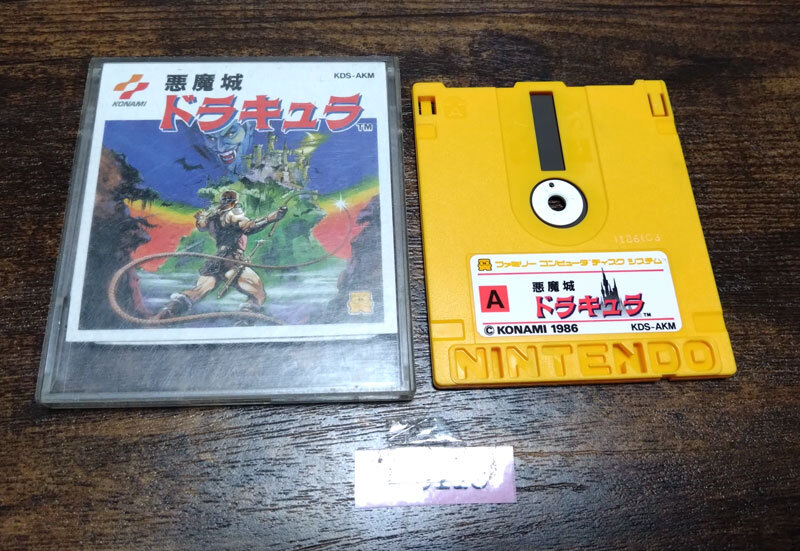 KONAMI
悪魔城
KDS-AKM
ドラキュラ
TM
ファミリー コンピュータ ディスク システム
TM
A
悪魔城
ドラキュラ
TM
© KONAMI 1986
KDS-AKM
NINTENDO